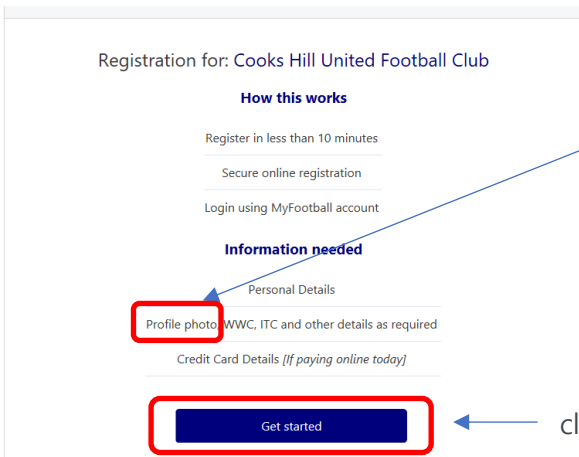 Registration for: Cooks Hill United Football Club
How this works
Register in less than 10 minutes
Secure online registration
Login using MyFootball account
Information needed
Personal Details
Profile photo, WWC, ITC and other details as required
Credit Card Details [If paying online today]
Get started
cl